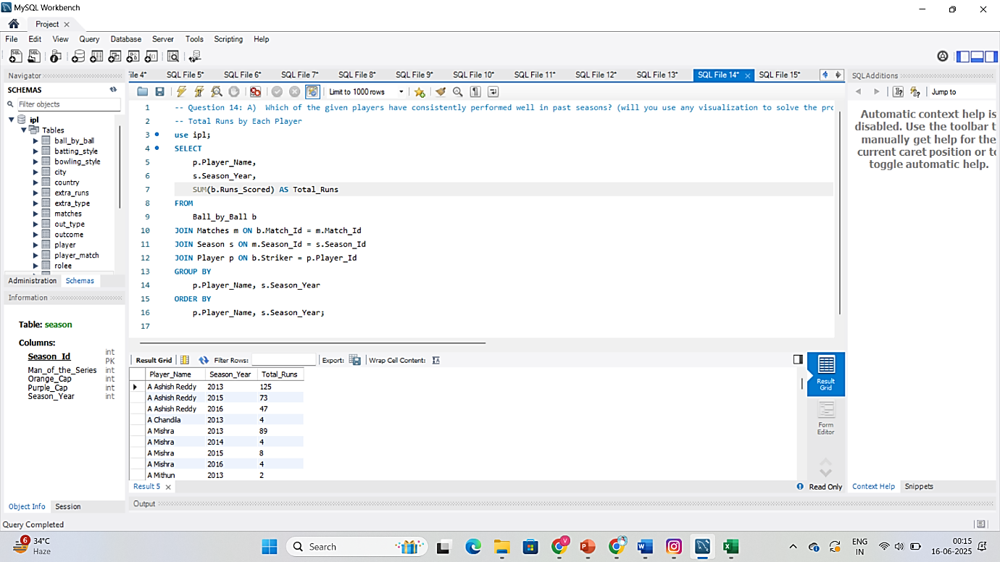 MySQL Workbench
Project
File Edit View Query Database Server Tools Scripting Help
Navigator
SCHEMAS
Filter objects
ipl
Tables
ball_by_ball
batting_style
bowling_style
city
country
extra_runs
extra_type
matches
out_type
outcome
player
player_match
rolee
Administration Schemas
Information
Table: season
Columns:
Season_Id int PK
Man_of_the_Series int
Orange_Cap int
Purple_Cap int
Season_Year int
Object Info Session
Query Completed
ile 4* SQL File 5* SQL File 6* SQL File 7* SQL File 8* SQL File 9* SQL File 10* SQL File 11* SQL File 12* SQL File 13* SQL File 14* SQL File 15*
Limit to 1000 rows
1 -- Question 14: A) Which of the given players have consistently performed well in past seasons? (will you use any visualization to solve the pro
2 -- Total Runs by Each Player
3 use ipl;
4 SELECT
5 p.Player_Name,
6 s.Season_Year,
7 SUM(b.Runs_Scored) AS Total_Runs
8 FROM
9 Ball_by_Ball b
10 JOIN Matches m ON b.Match_Id = m.Match_Id
11 JOIN Season s ON m.Season_Id = s.Season_Id
12 JOIN Player p ON b.Striker = p.Player_Id
13 GROUP BY
14 p.Player_Name, s.Season_Year
15 ORDER BY
16 p.Player_Name, s.Season_Year;
17
Result Grid Filter Rows: Export: Wrap Cell Content:
Player_Name Season_Year Total_Runs
A Ashish Reddy 2013 125
A Ashish Reddy 2015 73
A Ashish Reddy 2016 47
A Chandila 2013 4
A Mishra 2013 89
A Mishra 2014 4
A Mishra 2015 8
A Mishra 2016 4
A Mithun 2013 2
Result Grid
Form Editor
Result 5
Read Only
Output
SQLAdditions
Jump to
Automatic context help is
disabled. Use the toolbar t
manually get help for the
current caret position or to
toggle automatic help.
Context Help Snippets
6
34°C
Haze
Search
V
ENG
IN
00:15
16-06-2025